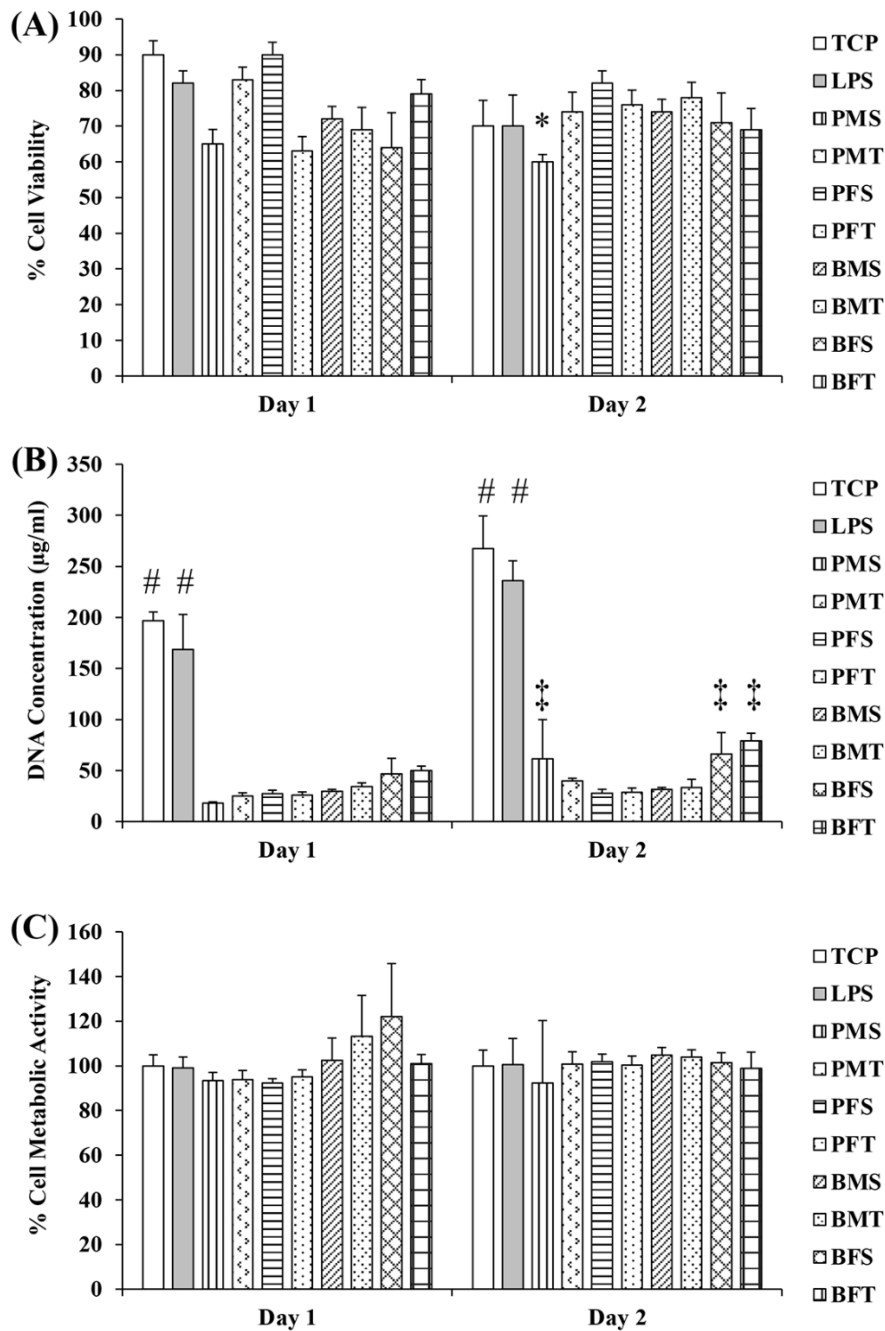 (A)
% Cell Viability
100
90
80
70
60
50
40
30
20
10
0
*
Day 1
Day 2
TCP
LPS
PMS
PMT
PFS
PFT
BMS
BMT
BFS
BFT
(B)
DNA Concentration (µg/ml)
350
300
250
200
150
100
50
0
# #
# #
‡ ‡ ‡
Day 1
Day 2
TCP
LPS
PMS
PMT
PFS
PFT
BMS
BMT
BFS
BFT
(C)
% Cell Metabolic Activity
160
140
120
100
80
60
40
20
0
Day 1
Day 2
TCP
LPS
PMS
PMT
PFS
PFT
BMS
BMT
BFS
BFT